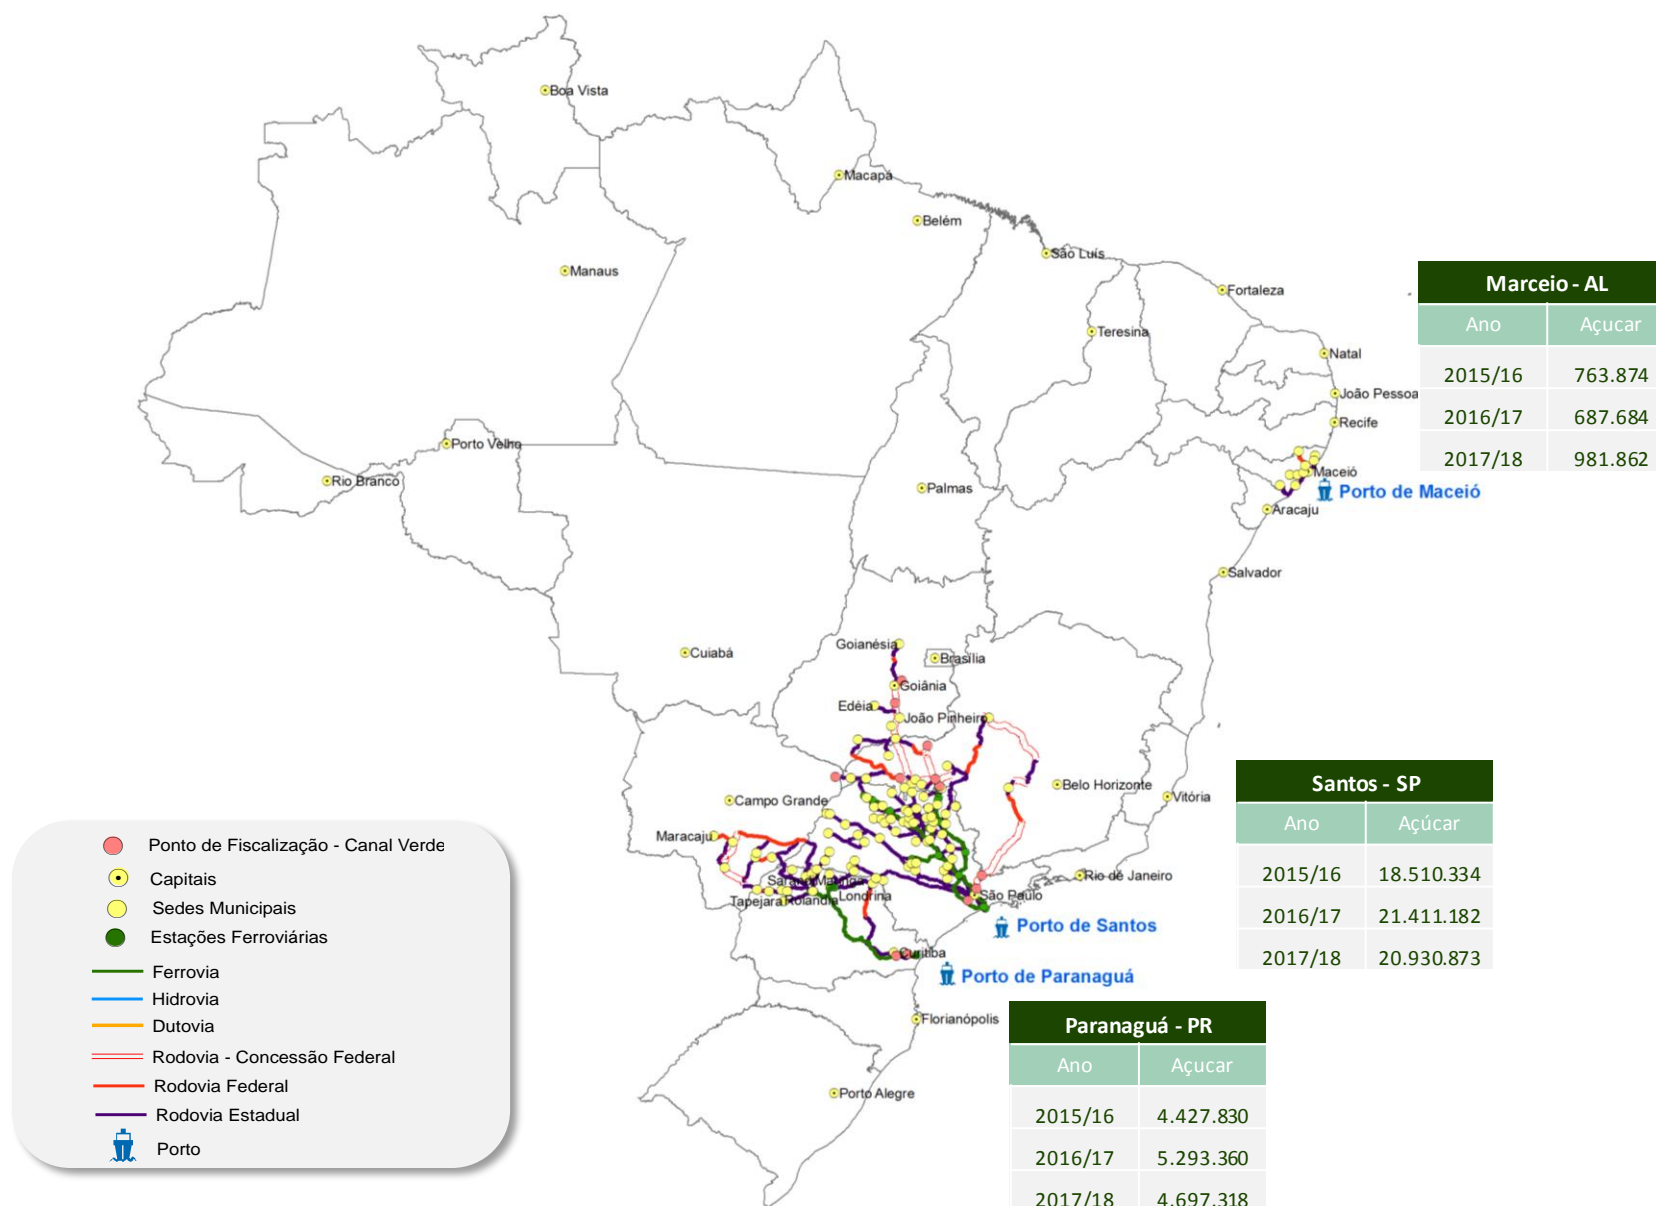 Boa Vista
Macapá
Belém
São Luís
Manaus
Fortaleza
Teresina
Natal
João Pessoa
Recife
Porto Velho
Rio Branco
Palmas
Maceió
Porto de Maceió
Aracaju
Salvador
Marceio - AL
Ano Açucar
2015/16 763.874
2016/17 687.684
2017/18 981.862
Goianésia
Cuiabá
Brasília
Goiânia
Edéia
João Pinheiro
Belo Horizonte
Vitória
Campo Grande
Maracaju
Rio de Janeiro
Londrina
São Paulo
Tapejara
Rolândia
Porto de Santos
Curitiba
Porto de Paranaguá
Florianópolis
Porto Alegre
Santos - SP
Ano Açúcar
2015/16 18.510.334
2016/17 21.411.182
2017/18 20.930.873
Paranaguá - PR
Ano Açucar
2015/16 4.427.830
2016/17 5.293.360
2017/18 4.697.318
Ponto de Fiscalização - Canal Verde
Capitais
Sedes Municipais
Estações Ferroviárias
Ferrovia
Hidrovia
Dutovia
Rodovia - Concessão Federal
Rodovia Federal
Rodovia Estadual
Porto